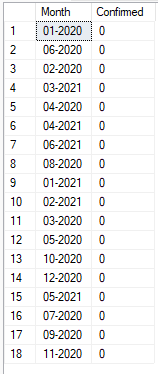 Month Confirmed
1 01-2020 0
2 06-2020 0
3 02-2020 0
4 03-2021 0
5 04-2020 0
6 04-2021 0
7 06-2021 0
8 08-2020 0
9 01-2021 0
10 02-2021 0
11 03-2020 0
12 05-2020 0
13 10-2020 0
14 12-2020 0
15 05-2021 0
16 07-2020 0
17 09-2020 0
18 11-2020 0